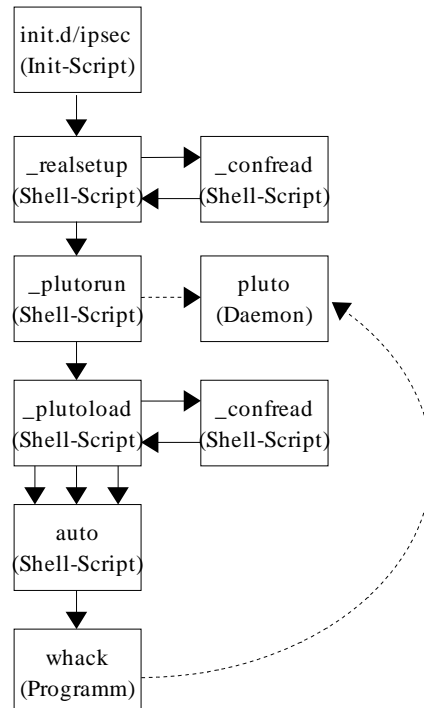 init.d/ipsec
(Init-Script)
_realsetup
(Shell-Script)
_confread
(Shell-Script)
_plutorun
(Shell-Script)
pluto
(Daemon)
_plutoload
(Shell-Script)
_confread
(Shell-Script)
auto
(Shell-Script)
whack
(Programm)